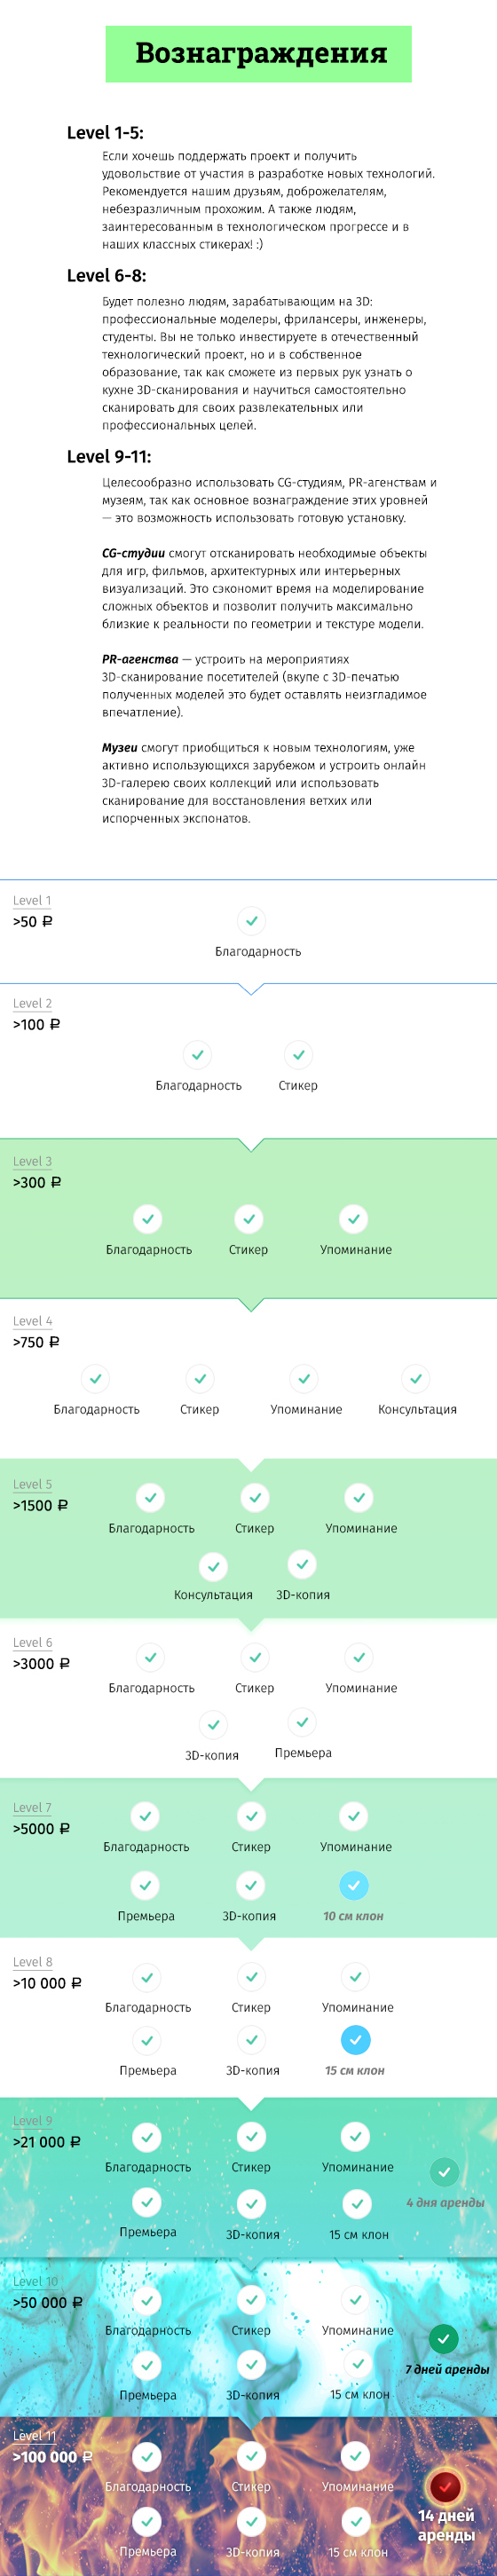 Вознаграждения
Level 1-5:
Если хочешь поддержать проект и получить
удовольствие от участия в разработке новых технологий.
Рекомендуется нашим друзьям, доброжелателям,
небезразличным прохожим. А также людям,
заинтересованным в технологическом прогрессе и в
наших классных стикерах! :)
Level 6-8:
Будет полезно людям, зарабатывающим на 3D:
профессиональные моделеры, фрилансеры, инженеры,
студенты. Вы не только инвестируете в отечественный
технологический проект, но и в собственное
образование, так как сможете из первых рук узнать о
кухне 3D-сканирования и научиться самостоятельно
сканировать для своих развлекательных или
профессиональных целей.
Level 9-11:
Целесообразно использовать CG-студиям, PR-агенствам и
музеям, так как основное вознаграждение этих уровней
— это возможность использовать готовую установку.
CG-студии смогут отсканировать необходимые объекты
для игр, фильмов, архитектурных или интерьерных
визуализаций. Это сэкономит время на моделирование
сложных объектов и позволит получить максимально
близкие к реальности по геометрии и текстуре модели.
PR-агенства — устроить на мероприятиях
3D-сканирование посетителей (вкупе с 3D-печатью
полученных моделей это будет оставлять неизгладимое
впечатление).
Музеи смогут приобщиться к новым технологиям, уже
активно использующихся зарубежом и устроить онлайн
3D-галерею своих коллекций или использовать
сканирование для восстановления ветхих или
испорченных экспонатов.
Level 1
>50 ₽
Благодарность
Level 2
>100 ₽
Благодарность Стикер
Level 3
>300 ₽
Благодарность Стикер Упоминание
Level 4
>750 ₽
Благодарность Стикер Упоминание Консультация
Level 5
>1500 ₽
Благодарность Стикер Упоминание
Консультация 3D-копия
Level 6
>3000 ₽
Благодарность Стикер Упоминание
3D-копия Премьера
Level 7
>5000 ₽
Благодарность Стикер Упоминание
Премьера 3D-копия 10 см клон
Level 8
>10 000 ₽
Благодарность Стикер Упоминание
Премьера 3D-копия 15 см клон
Level 9
>21 000 ₽
Благодарность Стикер Упоминание
4 дня аренды
Премьера 3D-копия 15 см клон
Level 10
>50 000 ₽
Благодарность Стикер Упоминание
7 дней аренды
Премьера 3D-копия 15 см клон
Level 11
>100 000 ₽
Благодарность Стикер Упоминание
14 дней
аренды
Премьера 3D-копия 15 см клон